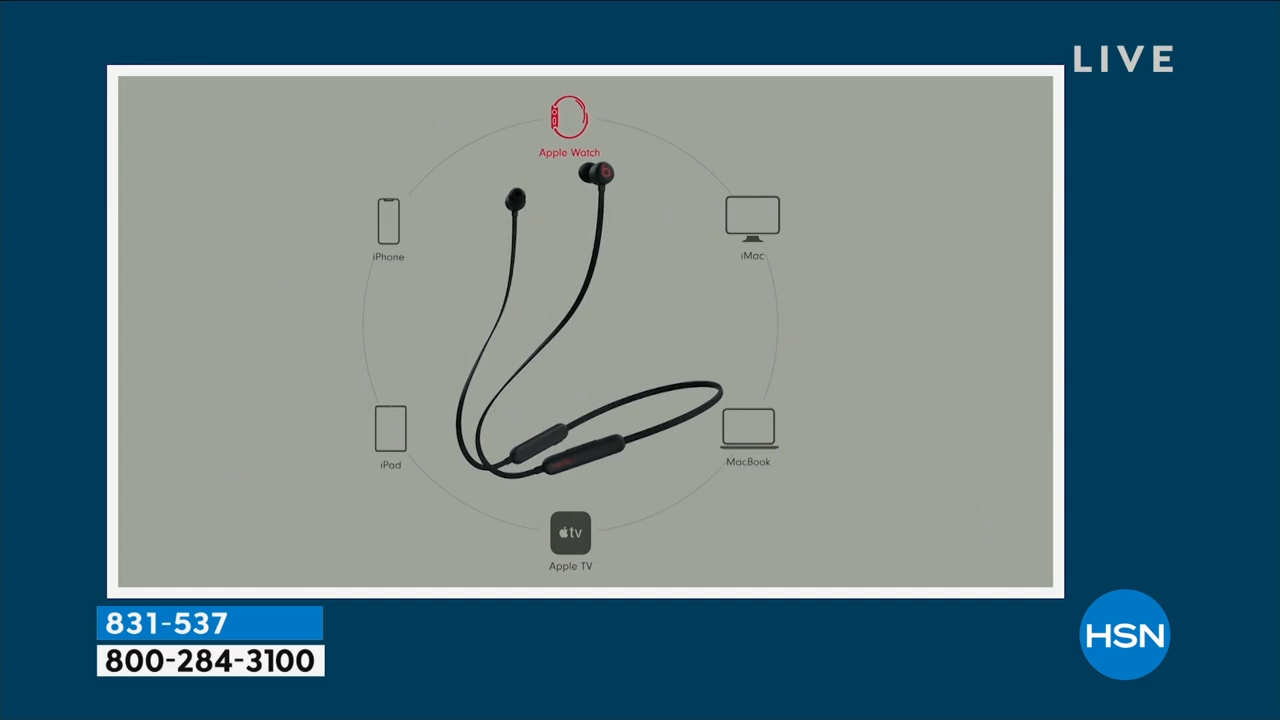 LIVE
Apple Watch
iPhone
iMac
iPad
MacBook
tv
Apple TV
831-537
800-284-3100
HSN